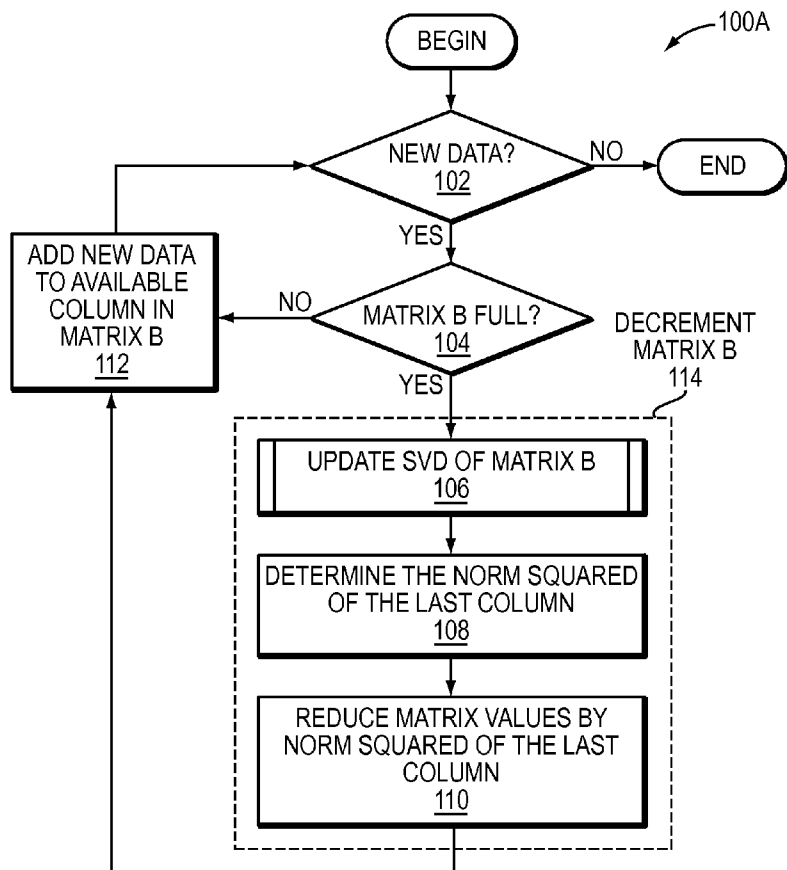 BEGIN
100A
NEW DATA?
102
NO
END
YES
ADD NEW DATA
TO AVAILABLE
COLUMN IN
MATRIX B
112
NO
MATRIX B FULL?
104
YES
DECREMENT
MATRIX B
114
UPDATE SVD OF MATRIX B
106
DETERMINE THE NORM SQUARED
OF THE LAST COLUMN
108
REDUCE MATRIX VALUES BY
NORM SQUARED OF THE LAST
COLUMN
110